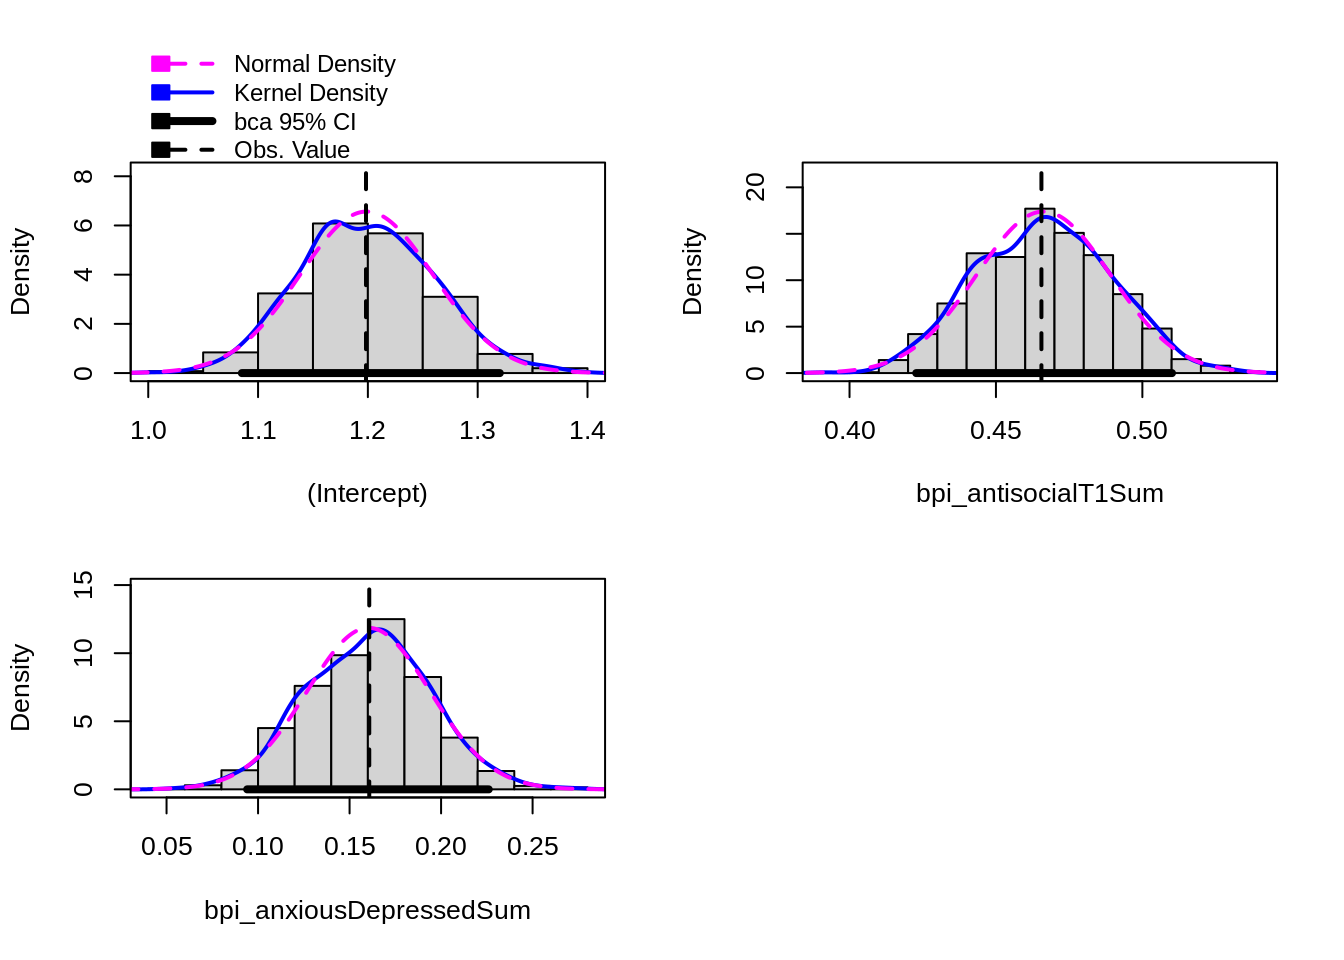 Normal Density
Kernel Density
bca 95% CI
Obs. Value
Density
0 2 4 6 8
1.0 1.1 1.2 1.3 1.4
(Intercept)
Density
0 5 10 20
0.40 0.45 0.50
bpi_antisocialT1Sum
Density
0 5 10 15
0.05 0.10 0.15 0.20 0.25
bpi_anxiousDepressedSum